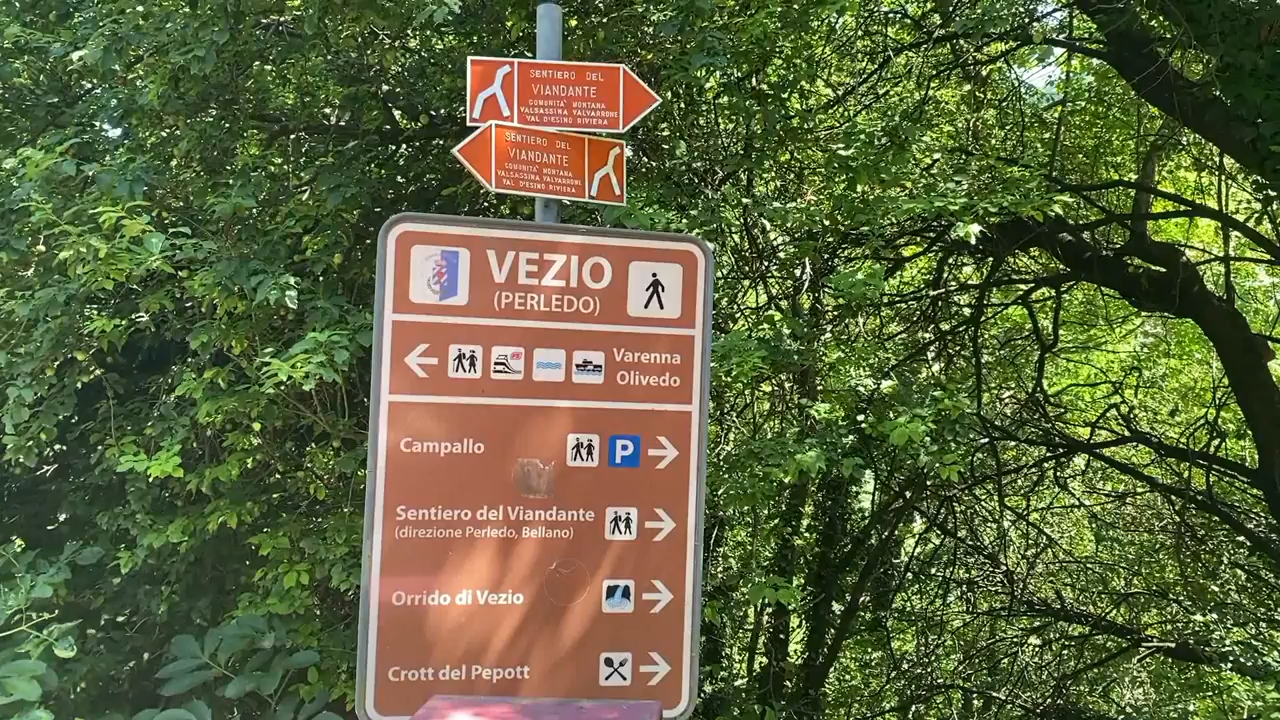 SENTIERO DEL
VIANDANTE
COMUNITA' MONTANA
VALSASSINA VALVARRONE
VAL D'ESINO RIVIERA
SENTIERO DEL
VIANDANTE
COMUNITA' MONTANA
VALSASSINA VALVARRONE
VAL D'ESINO RIVIERA
VEZIO
(PERLEDO)
Varenna
Olivedo
Campallo
P
Sentiero del Viandante
(direzione Perledo, Bellano)
Orrido di Vezio
Crott del Pepott